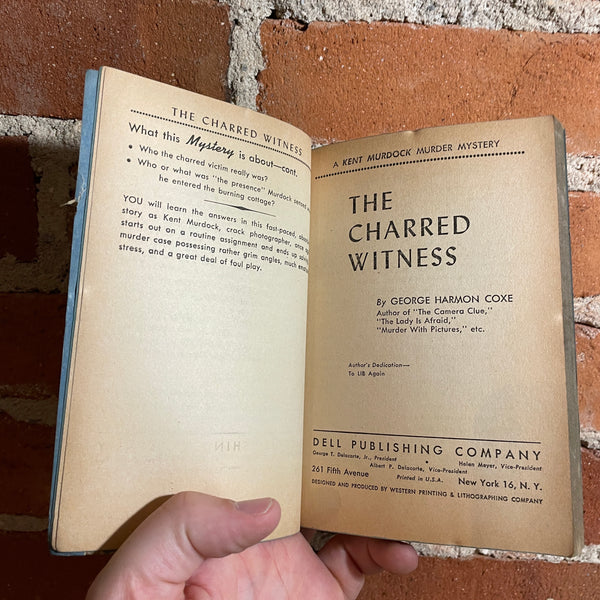 THE CHARRED WITNESS
What this Mystery is about—cont.
• Who the charred victim really was?
• Who or what was "the presence" Murdock
he entered the burning cottage?
YOU will learn the answers in this fast-paced,
story as Kent Murdock, crack photographer, once
starts out on a routine assignment and ends up
murder case possessing rather grim angles, much
stress, and a great deal of foul play.
A KENT MURDOCK MURDER MYSTERY
THE
CHARRED
WITNESS
By GEORGE HARMON COXE
Author of "The Camera Clue,"
"The Lady Is Afraid,"
"Murder With Pictures," etc.
Author's Dedication—
To LIB Again
DELL PUBLISHING COMPANY
George T. Delacorte, Jr., President • Helen Meyer, Vice-President
Albert P. Delacorte, Vice-President
261 Fifth Avenue Printed in U.S.A. New York 16, N. Y.
DESIGNED AND PRODUCED BY WESTERN PRINTING & LITHOGRAPHING COMPANY